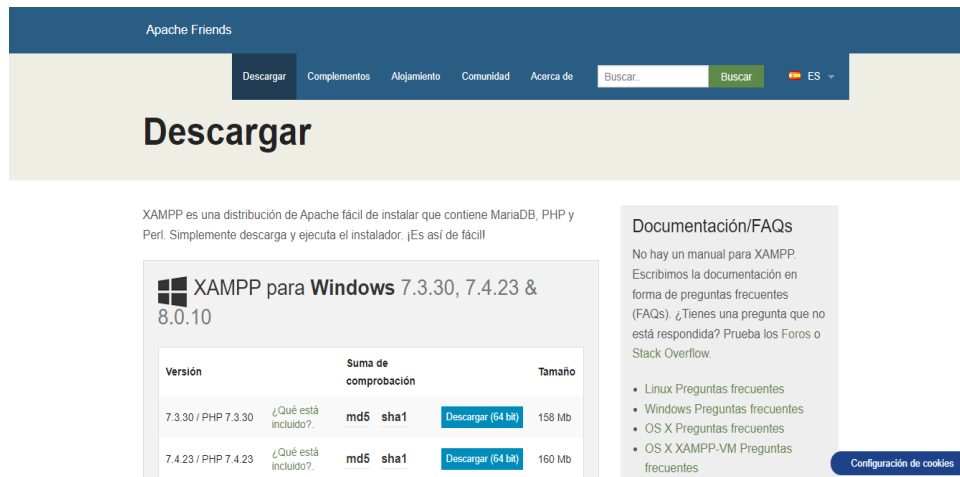 Apache Friends
Descargar Complementos Alojamiento Comunidad Acerca de Buscar.. Buscar ES
Descargar
XAMPP es una distribución de Apache fácil de instalar que contiene MariaDB, PHP y
Perl. Simplemente descarga y ejecuta el instalador. ¡Es así de fácil!
XAMPP para Windows 7.3.30, 7.4.23 &
8.0.10
Versión Suma de comprobación Tamaño
7.3.30 / PHP 7.3.30 ¿Qué está incluido?. md5 sha1 Descargar (64 bit) 158 Mb
7.4.23 / PHP 7.4.23 ¿Qué está incluido?. md5 sha1 Descargar (64 bit) 160 Mb
Documentación/FAQs
No hay un manual para XAMPP.
Escribimos la documentación en
forma de preguntas frecuentes
(FAQs). ¿Tienes una pregunta que no
está respondida? Prueba los Foros o
Stack Overflow.
Linux Preguntas frecuentes
Windows Preguntas frecuentes
OS X Preguntas frecuentes
OS X XAMPP-VM Preguntas
frecuentes
Configuración de cookies